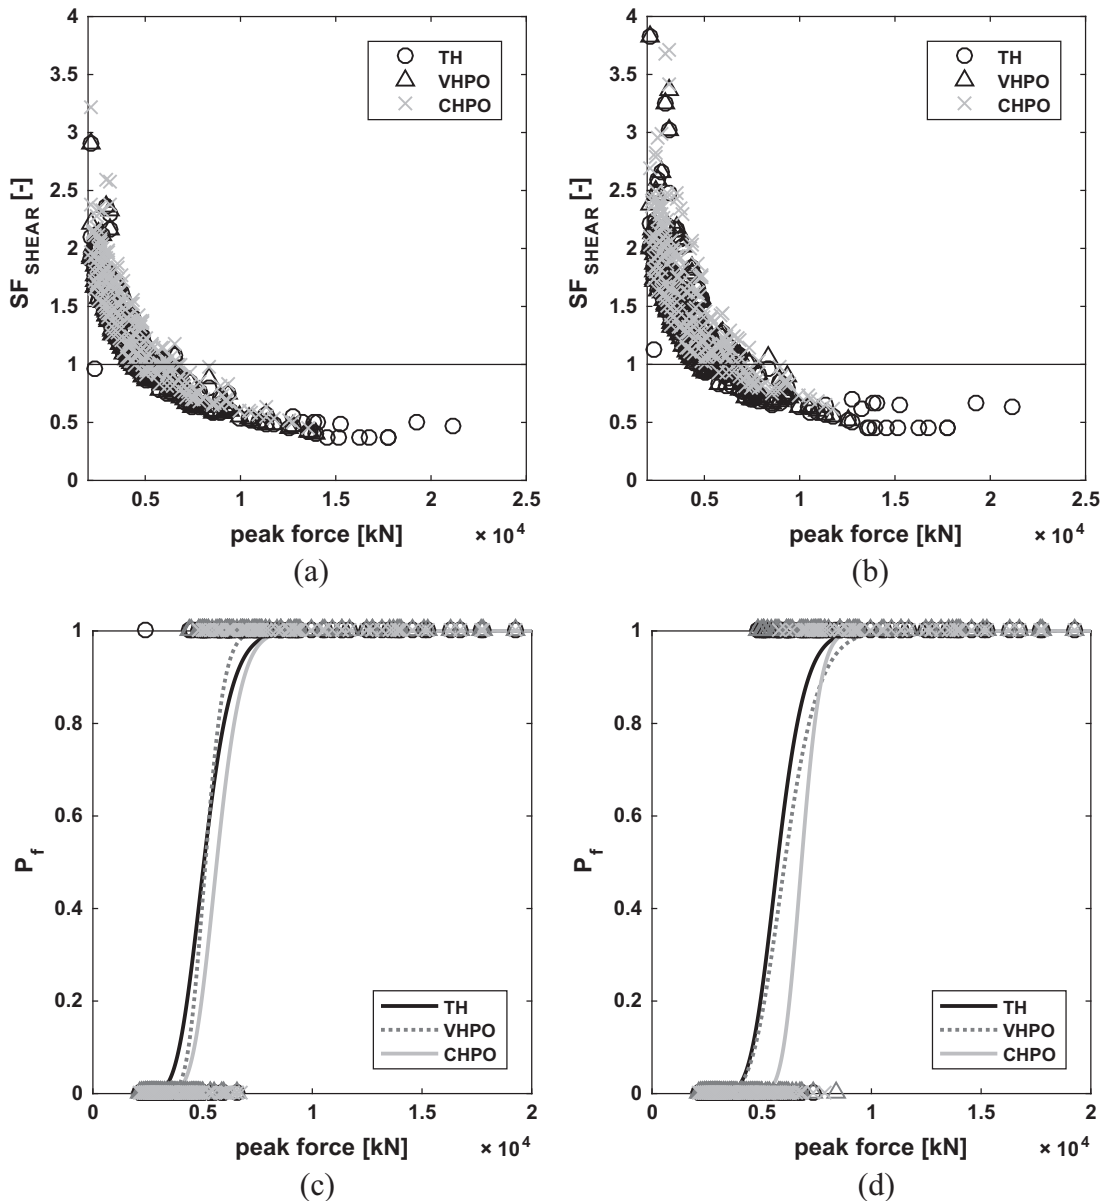 4
3.5
3
2.5
2
1.5
1
0.5
0
SF SHEAR [-]
TH
VHPO
CHPO
0.5 1 1.5 2 2.5
peak force [kN] × 10^4
(a)
4
3.5
3
2.5
2
1.5
1
0.5
0
SF SHEAR [-]
TH
VHPO
CHPO
0.5 1 1.5 2 2.5
peak force [kN] × 10^4
(b)
1
0.8
0.6
0.4
0.2
0
P_f
TH
VHPO
CHPO
0 0.5 1 1.5 2
peak force [kN] × 10^4
(c)
1
0.8
0.6
0.4
0.2
0
P_f
TH
VHPO
CHPO
0 0.5 1 1.5 2
peak force [kN] × 10^4
(d)